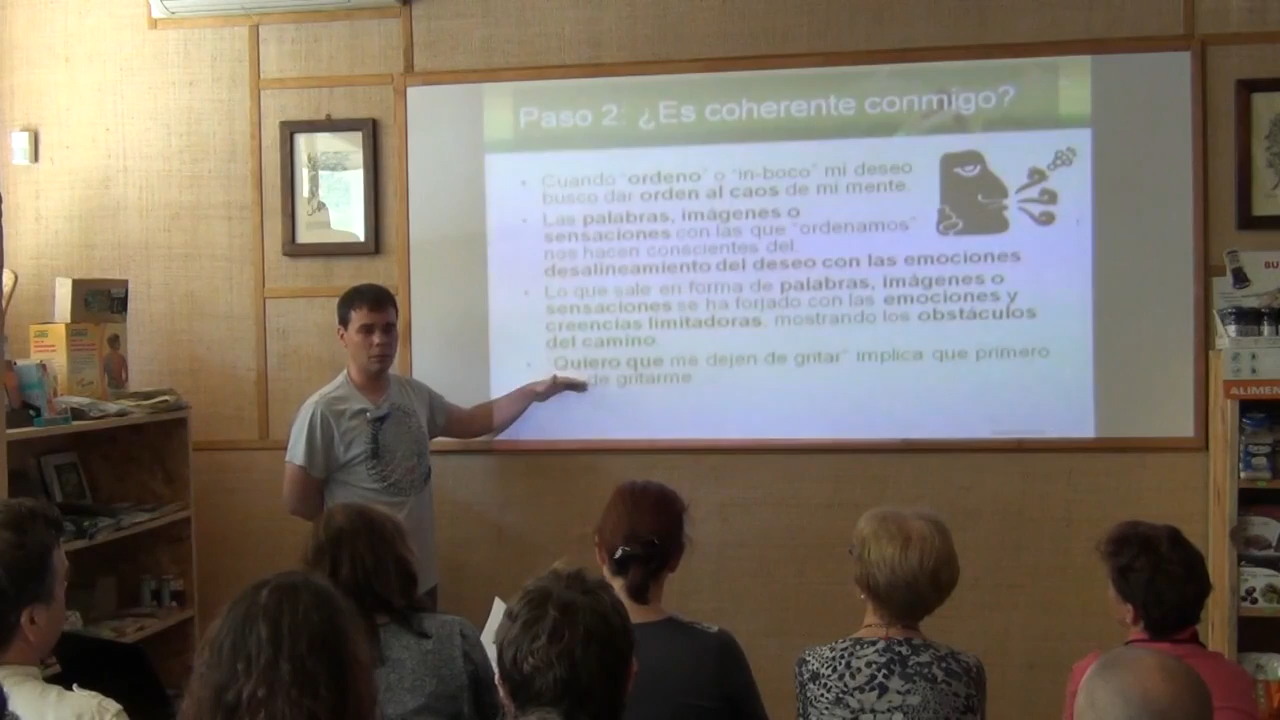 Paso 2: ¿Es coherente conmigo?
Cuando "ordeno" o "in-boco" mi deseo
busco dar orden al caos de mi mente.
Las palabras, imágenes o
sensaciones con las que "ordenamos"
nos hacen conscientes del
desalineamiento del deseo con las emociones
Lo que sale en forma de palabras, imágenes o
sensaciones se ha forjado con las emociones y
creencias limitadoras, mostrando los obstáculos
del camino
"Quiero que me dejen de gritar" implica que primero
de gritarme
BU
ALIMEN